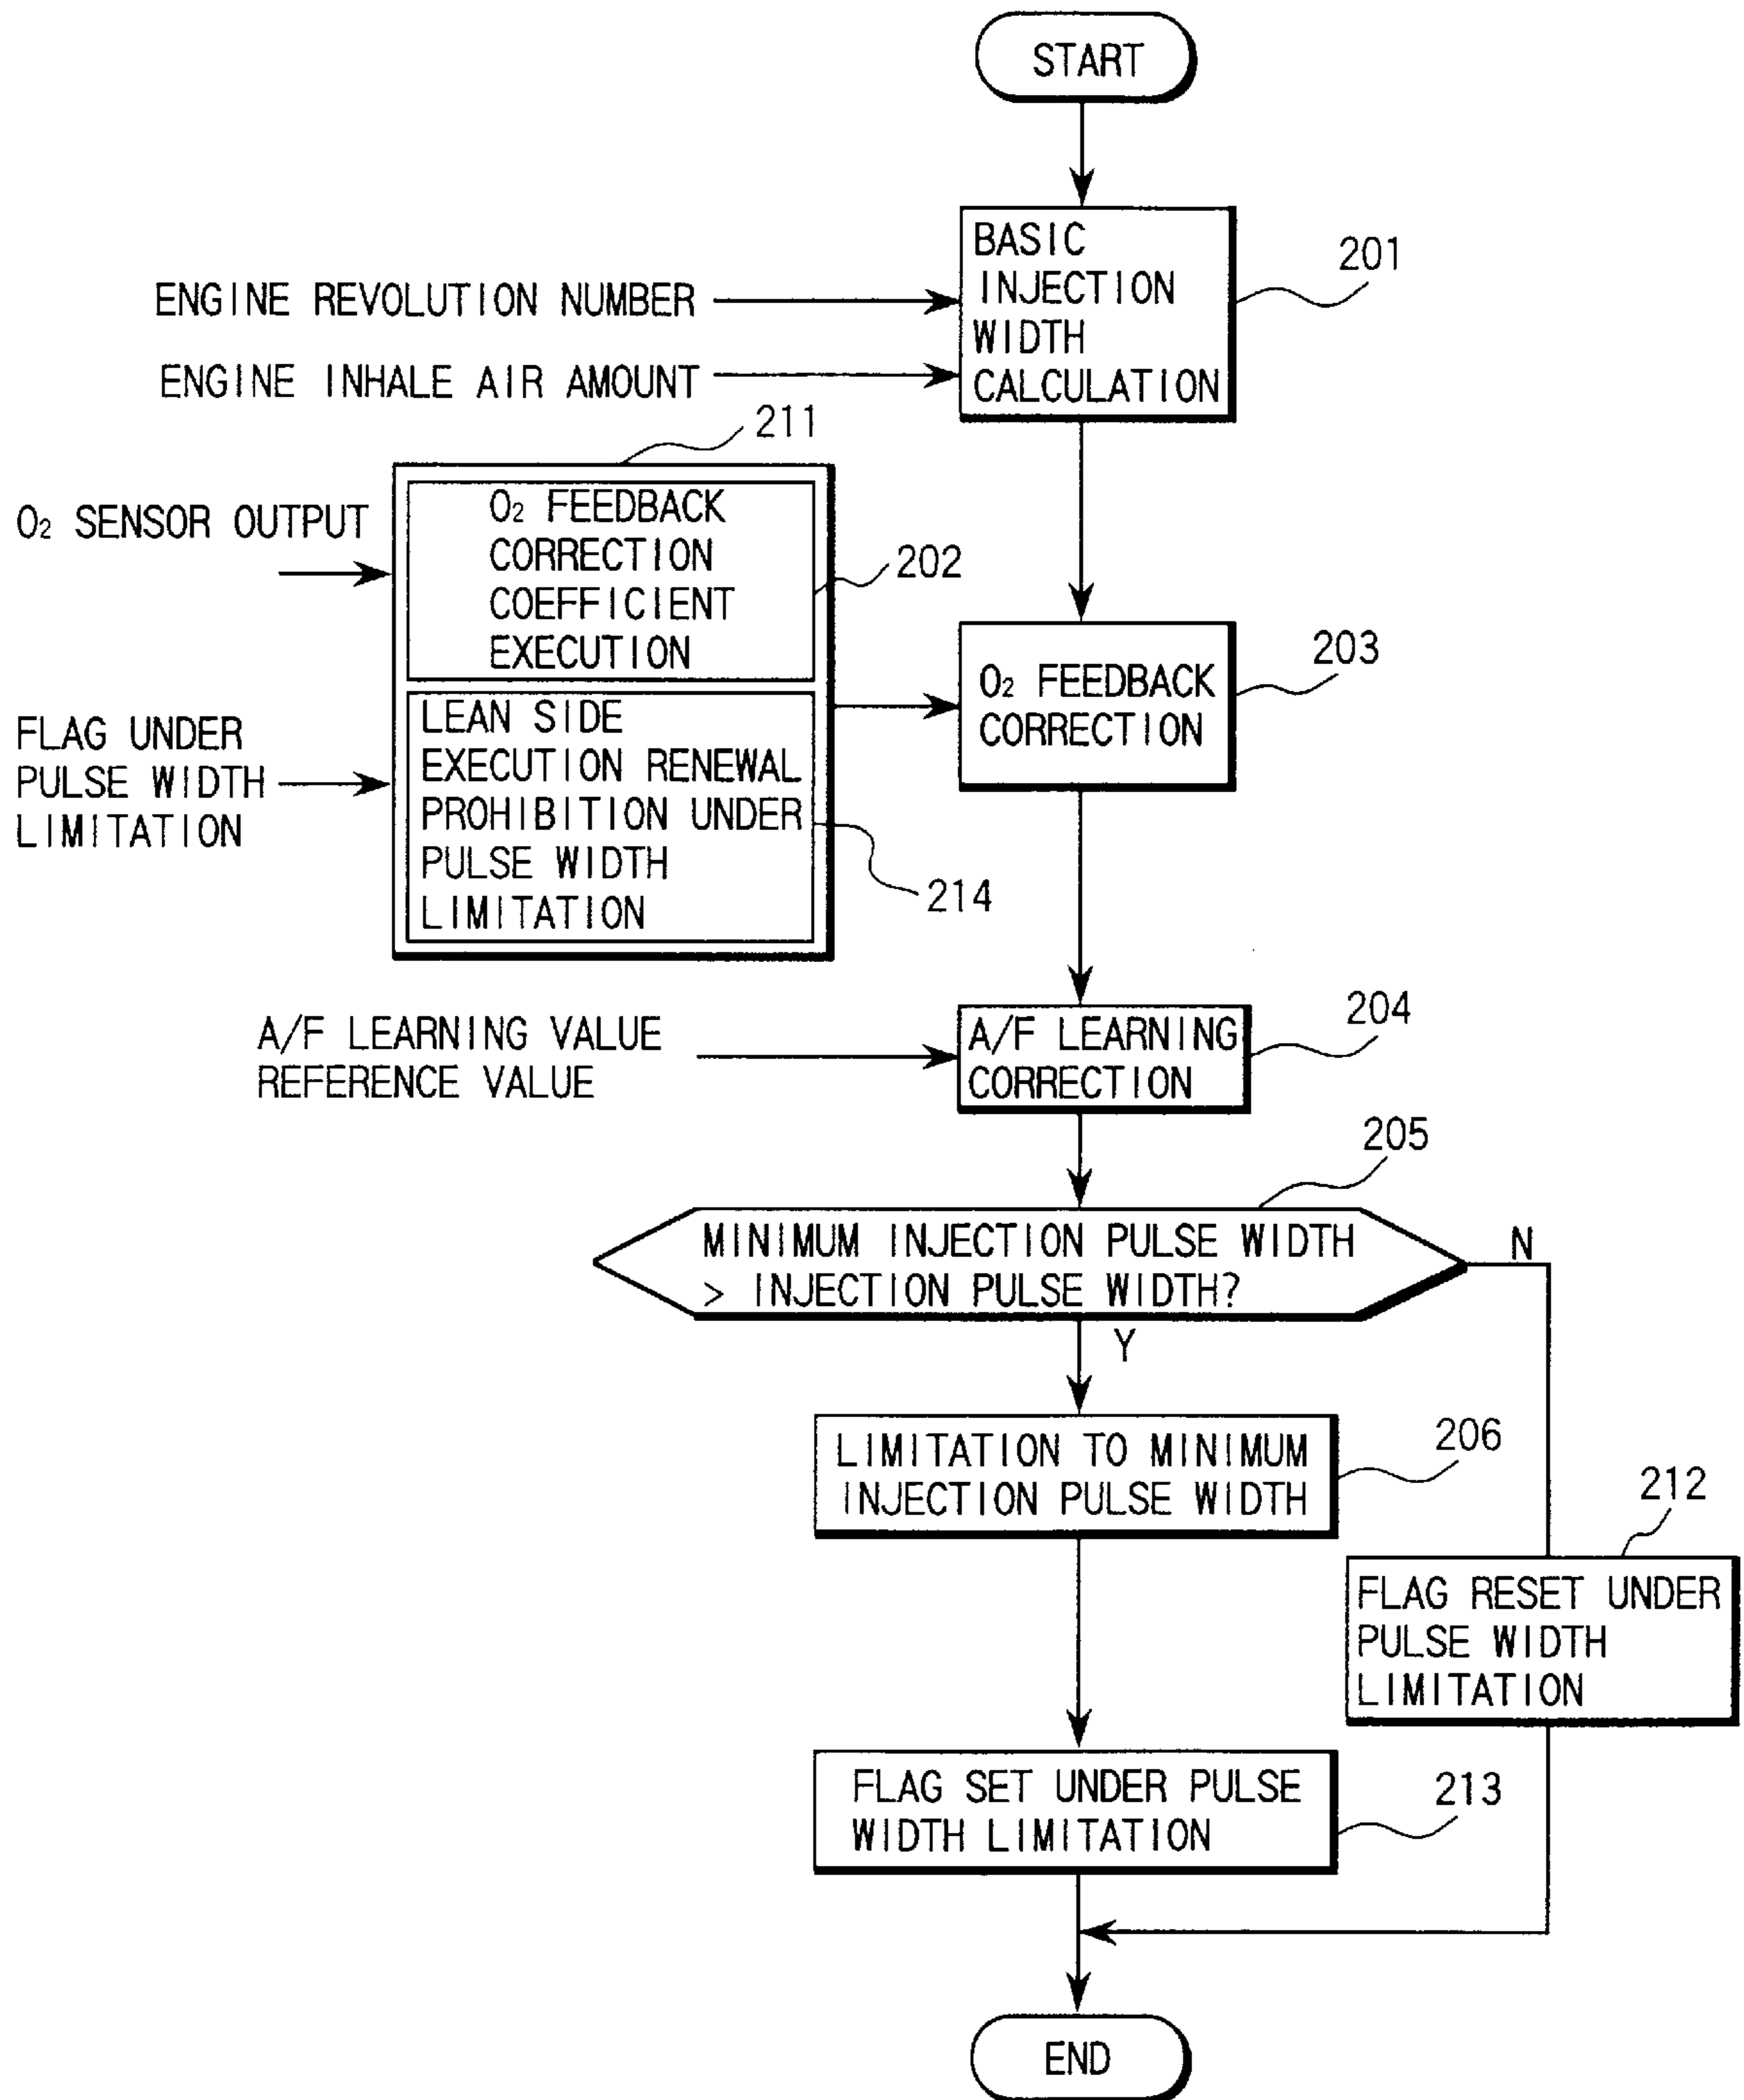 START
BASIC
INJECTION
WIDTH
CALCULATION
201
ENGINE REVOLUTION NUMBER
ENGINE INHALE AIR AMOUNT
211
O₂ SENSOR OUTPUT
O₂ FEEDBACK
CORRECTION
COEFFICIENT
EXECUTION
202
FLAG UNDER
PULSE WIDTH
LIMITATION
LEAN SIDE
EXECUTION RENEWAL
PROHIBITION UNDER
PULSE WIDTH
LIMITATION
214
O₂ FEEDBACK
CORRECTION
203
A/F LEARNING VALUE
REFERENCE VALUE
A/F LEARNING
CORRECTION
204
205
MINIMUM INJECTION PULSE WIDTH
> INJECTION PULSE WIDTH?
N
Y
LIMITATION TO MINIMUM
INJECTION PULSE WIDTH
206
212
FLAG RESET UNDER
PULSE WIDTH
LIMITATION
FLAG SET UNDER PULSE
WIDTH LIMITATION
213
END